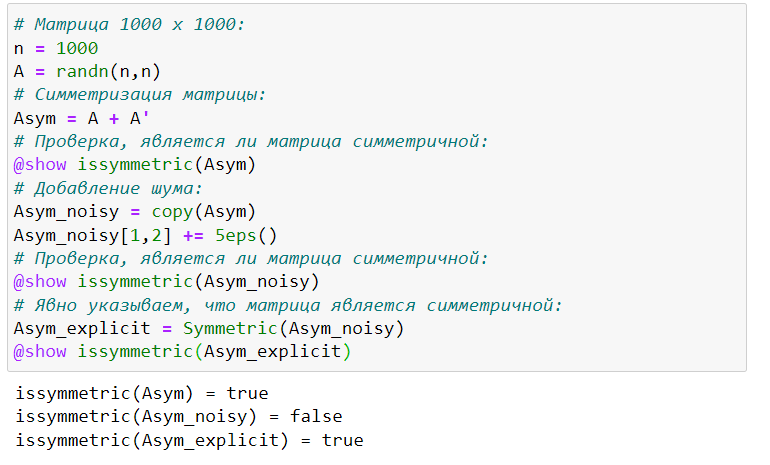 # Матрица 1000 x 1000:
n = 1000
A = randn(n,n)
# Симметризация матрицы:
Asym = A + A'
# Проверка, является ли матрица симметричной:
@show issymmetric(Asym)
# Добавление шума:
Asym_noisy = copy(Asym)
Asym_noisy[1,2] += 5eps()
# Проверка, является ли матрица симметричной:
@show issymmetric(Asym_noisy)
# Явно указываем, что матрица является симметричной:
Asym_explicit = Symmetric(Asym_noisy)
@show issymmetric(Asym_explicit)
issymmetric(Asym) = true
issymmetric(Asym_noisy) = false
issymmetric(Asym_explicit) = true